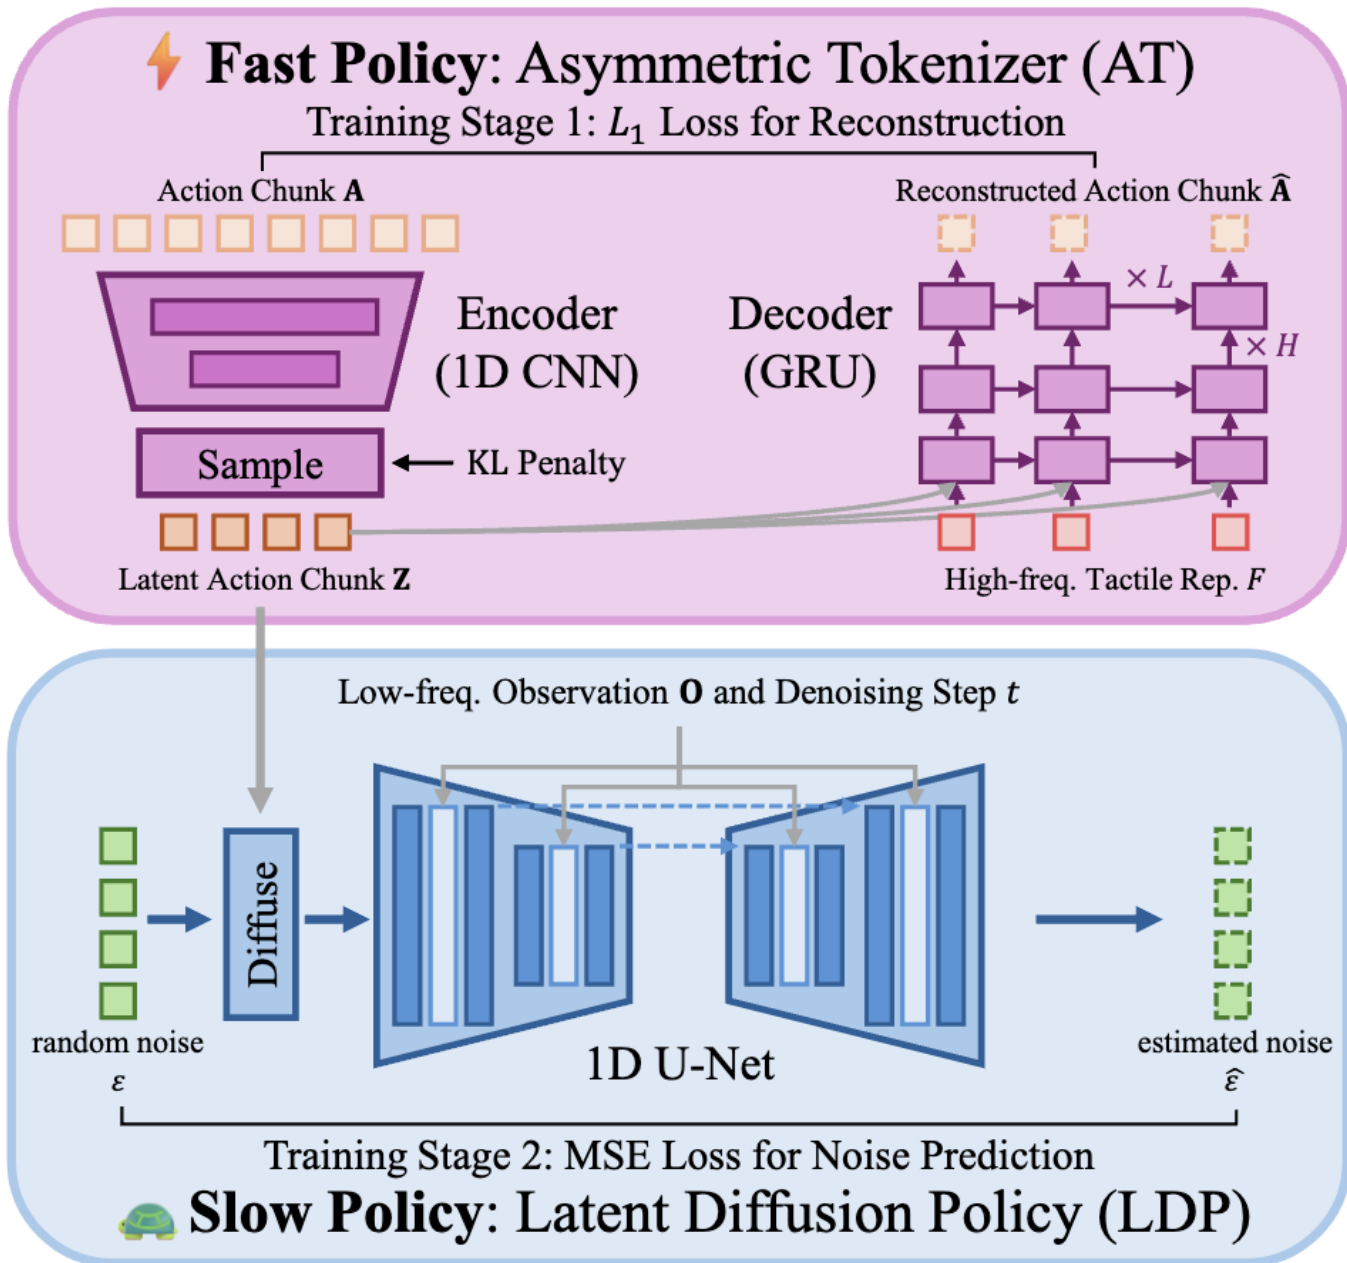 Fast Policy: Asymmetric Tokenizer (AT)
Training Stage 1: L₁ Loss for Reconstruction
Action Chunk A
Reconstructed Action Chunk Â
× L
× H
Encoder
(1D CNN)
Decoder
(GRU)
Sample
KL Penalty
Latent Action Chunk Z
High-freq. Tactile Rep. F
Low-freq. Observation O and Denoising Step t
Diffuse
random noise
ε
1D U-Net
estimated noise
ε̂
Training Stage 2: MSE Loss for Noise Prediction
Slow Policy: Latent Diffusion Policy (LDP)